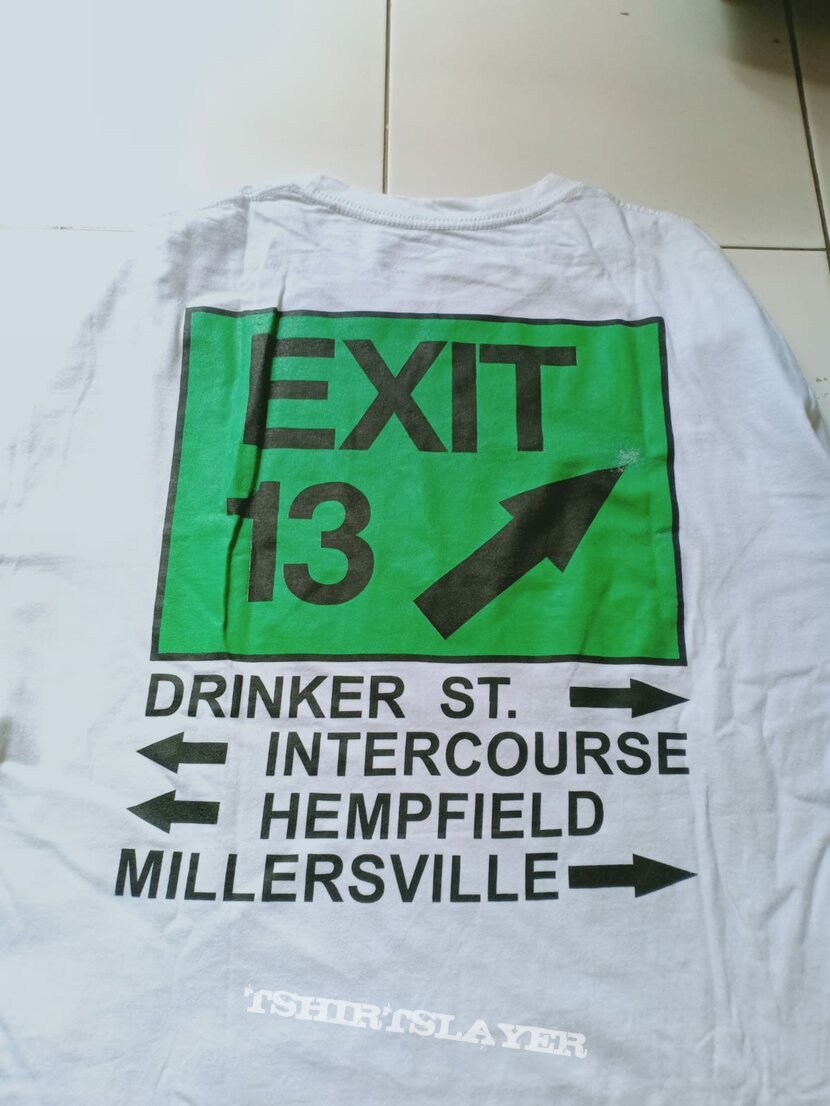 EXIT
13
DRINKER ST.
INTERCOURSE
HEMPFIELD
MILLERSVILLE
TSHIRTSLAYER